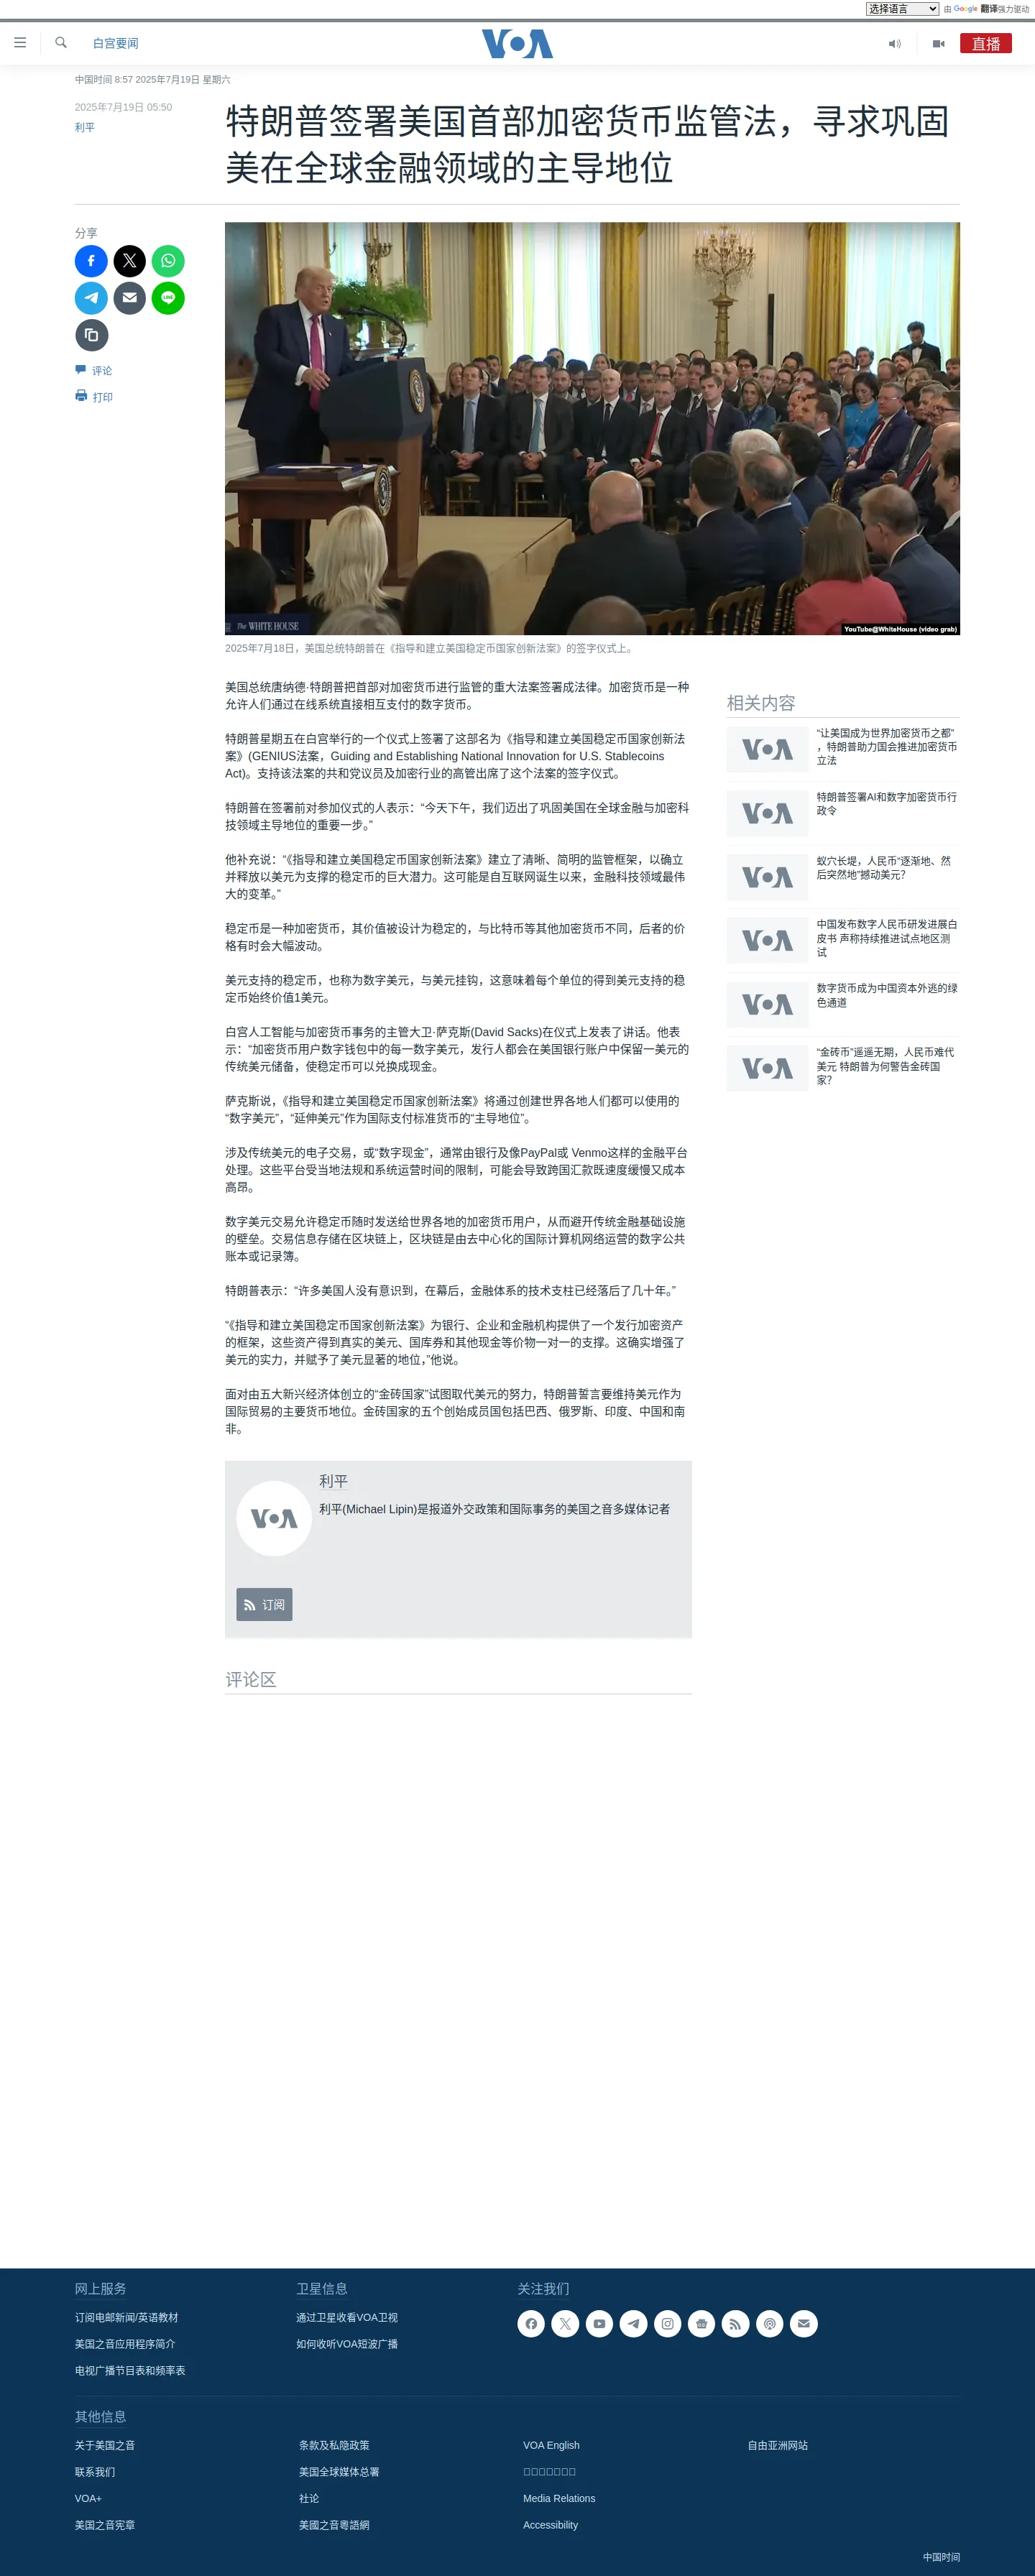 选择语言 由 Google 翻译强力驱动
白宫要闻
VOA
直播
中国时间 8:57 2025年7月19日 星期六
2025年7月19日 05:50
利平
特朗普签署美国首部加密货币监管法，寻求巩固
美在全球金融领域的主导地位
分享
LINE
评论
打印
The WHITE HOUSE
YouTube@WhiteHouse (video grab)
2025年7月18日，美国总统特朗普在《指导和建立美国稳定币国家创新法案》的签字仪式上。
美国总统唐纳德·特朗普把首部对加密货币进行监管的重大法案签署成法律。加密货币是一种
允许人们通过在线系统直接相互支付的数字货币。
特朗普星期五在白宫举行的一个仪式上签署了这部名为《指导和建立美国稳定币国家创新法
案》(GENIUS法案，Guiding and Establishing National Innovation for U.S. Stablecoins
Act)。支持该法案的共和党议员及加密行业的高管出席了这个法案的签字仪式。
特朗普在签署前对参加仪式的人表示：“今天下午，我们迈出了巩固美国在全球金融与加密科
技领域主导地位的重要一步。”
他补充说：“《指导和建立美国稳定币国家创新法案》建立了清晰、简明的监管框架，以确立
并释放以美元为支撑的稳定币的巨大潜力。这可能是自互联网诞生以来，金融科技领域最伟
大的变革。”
稳定币是一种加密货币，其价值被设计为稳定的，与比特币等其他加密货币不同，后者的价
格有时会大幅波动。
美元支持的稳定币，也称为数字美元，与美元挂钩，这意味着每个单位的得到美元支持的稳
定币始终价值1美元。
白宫人工智能与加密货币事务的主管大卫·萨克斯(David Sacks)在仪式上发表了讲话。他表
示：“加密货币用户数字钱包中的每一数字美元，发行人都会在美国银行账户中保留一美元的
传统美元储备，使稳定币可以兑换成现金。
萨克斯说，《指导和建立美国稳定币国家创新法案》将通过创建世界各地人们都可以使用的
“数字美元”，“延伸美元”作为国际支付标准货币的“主导地位”。
涉及传统美元的电子交易，或“数字现金”，通常由银行及像PayPal或 Venmo这样的金融平台
处理。这些平台受当地法规和系统运营时间的限制，可能会导致跨国汇款既速度缓慢又成本
高昂。
数字美元交易允许稳定币随时发送给世界各地的加密货币用户，从而避开传统金融基础设施
的壁垒。交易信息存储在区块链上，区块链是由去中心化的国际计算机网络运营的数字公共
账本或记录簿。
特朗普表示：“许多美国人没有意识到，在幕后，金融体系的技术支柱已经落后了几十年。”
“《指导和建立美国稳定币国家创新法案》为银行、企业和金融机构提供了一个发行加密资产
的框架，这些资产得到真实的美元、国库券和其他现金等价物一对一的支撑。这确实增强了
美元的实力，并赋予了美元显著的地位，”他说。
面对由五大新兴经济体创立的“金砖国家”试图取代美元的努力，特朗普誓言要维持美元作为
国际贸易的主要货币地位。金砖国家的五个创始成员国包括巴西、俄罗斯、印度、中国和南
非。
相关内容
VOA
“让美国成为世界加密货币之都”
，特朗普助力国会推进加密货币
立法
VOA
特朗普签署AI和数字加密货币行
政令
VOA
蚁穴长堤，人民币“逐渐地、然
后突然地”撼动美元？
VOA
中国发布数字人民币研发进展白
皮书 声称持续推进试点地区测
试
VOA
数字货币成为中国资本外逃的绿
色通道
VOA
“金砖币”遥遥无期，人民币难代
美元 特朗普为何警告金砖国
家？
VOA
利平
利平(Michael Lipin)是报道外交政策和国际事务的美国之音多媒体记者
订阅
评论区
网上服务
订阅电邮新闻/英语教材
美国之音应用程序简介
电视广播节目表和频率表
卫星信息
通过卫星收看VOA卫视
如何收听VOA短波广播
关注我们
其他信息
关于美国之音
联系我们
VOA+
美国之音宪章
条款及私隐政策
美国全球媒体总署
社论
美國之音粵語網
VOA English
Media Relations
Accessibility
自由亚洲网站
中国时间